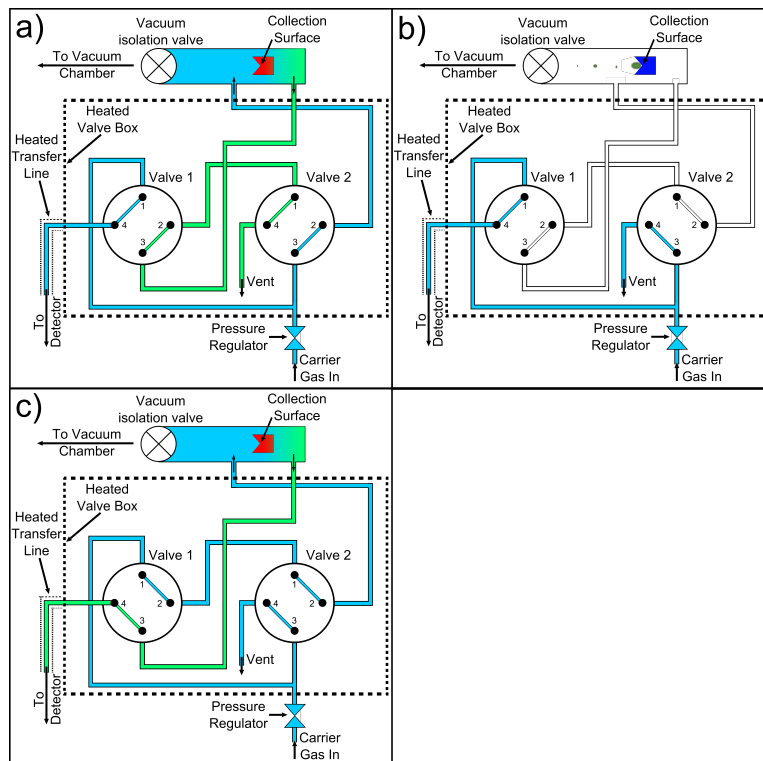 a)
Vacuum
isolation valve
Collection
Surface
To Vacuum
Chamber
Heated
Valve Box
Heated
Transfer
Line
Valve 1
Valve 2
1
2
3
4
1
2
3
4
Vent
To
Detector
Pressure
Regulator
Carrier
Gas In
b)
Vacuum
isolation valve
Collection
Surface
To Vacuum
Chamber
Heated
Valve Box
Heated
Transfer
Line
Valve 1
Valve 2
1
2
3
4
1
2
3
4
Vent
To
Detector
Pressure
Regulator
Carrier
Gas In
c)
Vacuum
isolation valve
Collection
Surface
To Vacuum
Chamber
Heated
Valve Box
Heated
Transfer
Line
Valve 1
Valve 2
1
2
3
4
1
2
3
4
Vent
To
Detector
Pressure
Regulator
Carrier
Gas In